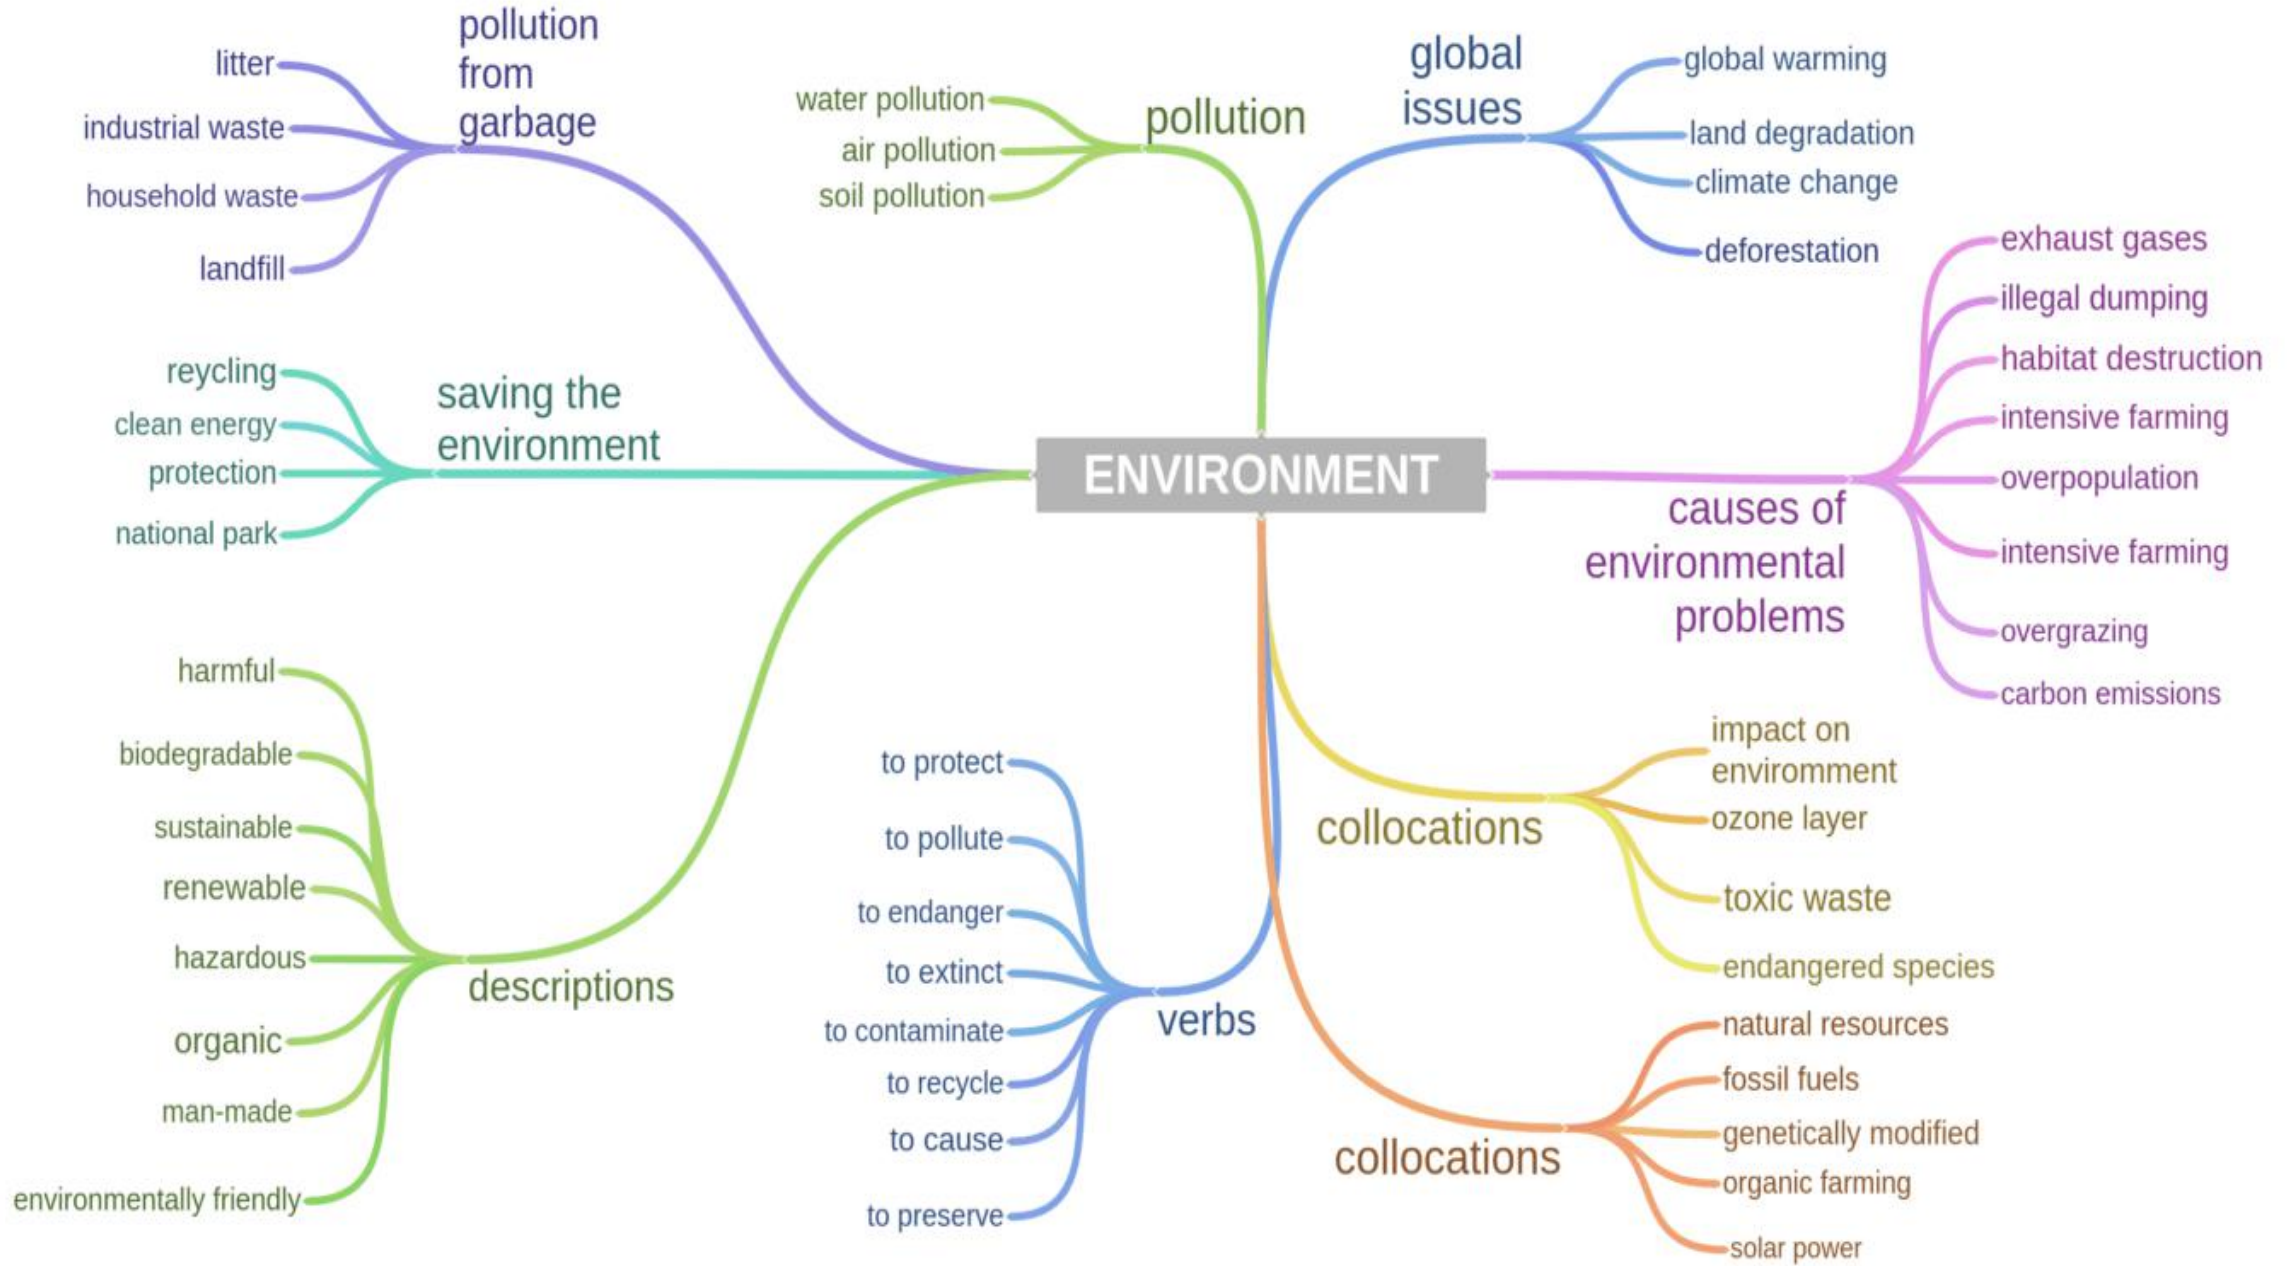 pollution
from
garbage
litter
industrial waste
household waste
landfill
pollution
water pollution
air pollution
soil pollution
global
issues
global warming
land degradation
climate change
deforestation
saving the
environment
reycling
clean energy
protection
national park
ENVIRONMENT
causes of
environmental
problems
exhaust gases
illegal dumping
habitat destruction
intensive farming
overpopulation
intensive farming
overgrazing
carbon emissions
descriptions
harmful
biodegradable
sustainable
renewable
hazardous
organic
man-made
environmentally friendly
verbs
to protect
to pollute
to endanger
to extinct
to contaminate
to recycle
to cause
to preserve
collocations
impact on
enviromment
ozone layer
toxic waste
endangered species
collocations
natural resources
fossil fuels
genetically modified
organic farming
solar power